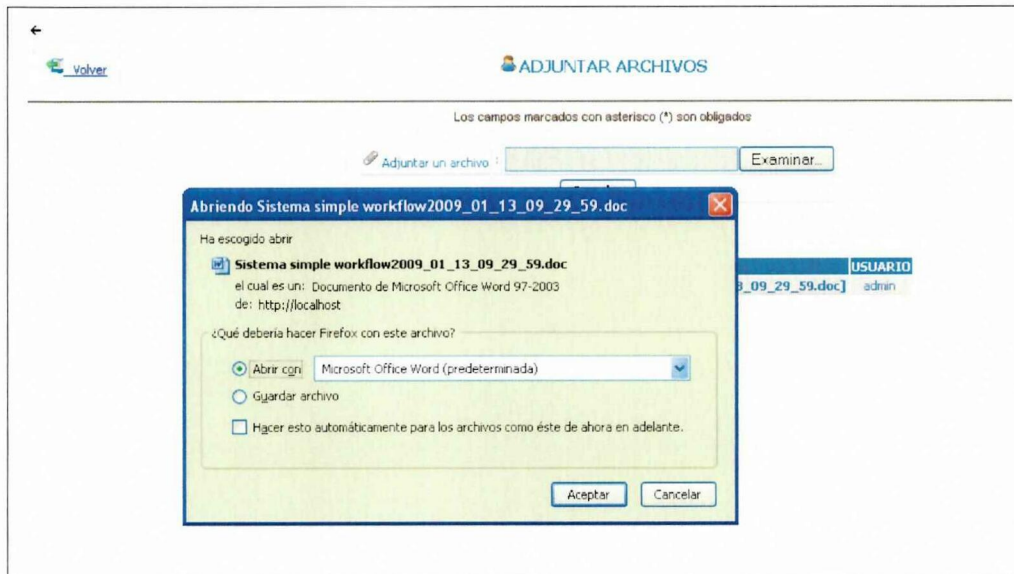 Volver
ADJUNTAR ARCHIVOS
Los campos marcados con asterisco (*) son obligados
Adjuntar un archivo :
Examinar...
Abriendo Sistema simple workflow2009_01_13_09_29_59.doc
Ha escogido abrir
Sistema simple workflow2009_01_13_09_29_59.doc
el cual es un: Documento de Microsoft Office Word 97-2003
de: http://localhost
¿Qué debería hacer Firefox con este archivo?
Abrir con Microsoft Office Word (predeterminada)
Guardar archivo
Hacer esto automáticamente para los archivos como éste de ahora en adelante.
Aceptar Cancelar
USUARIO
_09_29_59.doc] admin